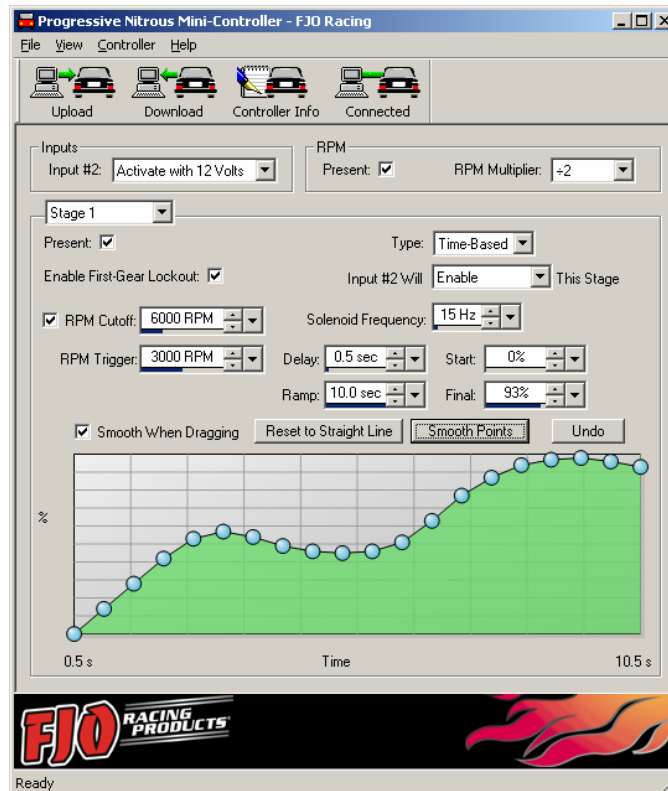 Progressive Nitrous Mini-Controller - FJO Racing
File View Controller Help
Upload Download Controller Info Connected
Inputs
Input #2: Activate with 12 Volts
RPM
Present: RPM Multiplier: ÷2
Stage 1
Present: Type: Time-Based
Enable First-Gear Lockout: Input #2 Will Enable This Stage
RPM Cutoff: 6000 RPM Solenoid Frequency: 15 Hz
RPM Trigger: 3000 RPM Delay: 0.5 sec Start: 0%
Ramp: 10.0 sec Final: 93%
Smooth When Dragging Reset to Straight Line Smooth Points Undo
%
0.5 s Time 10.5 s
FJO RACING PRODUCTS
Ready